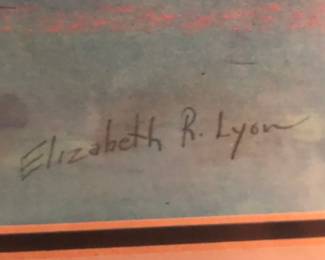 Elizabeth R. Lyon